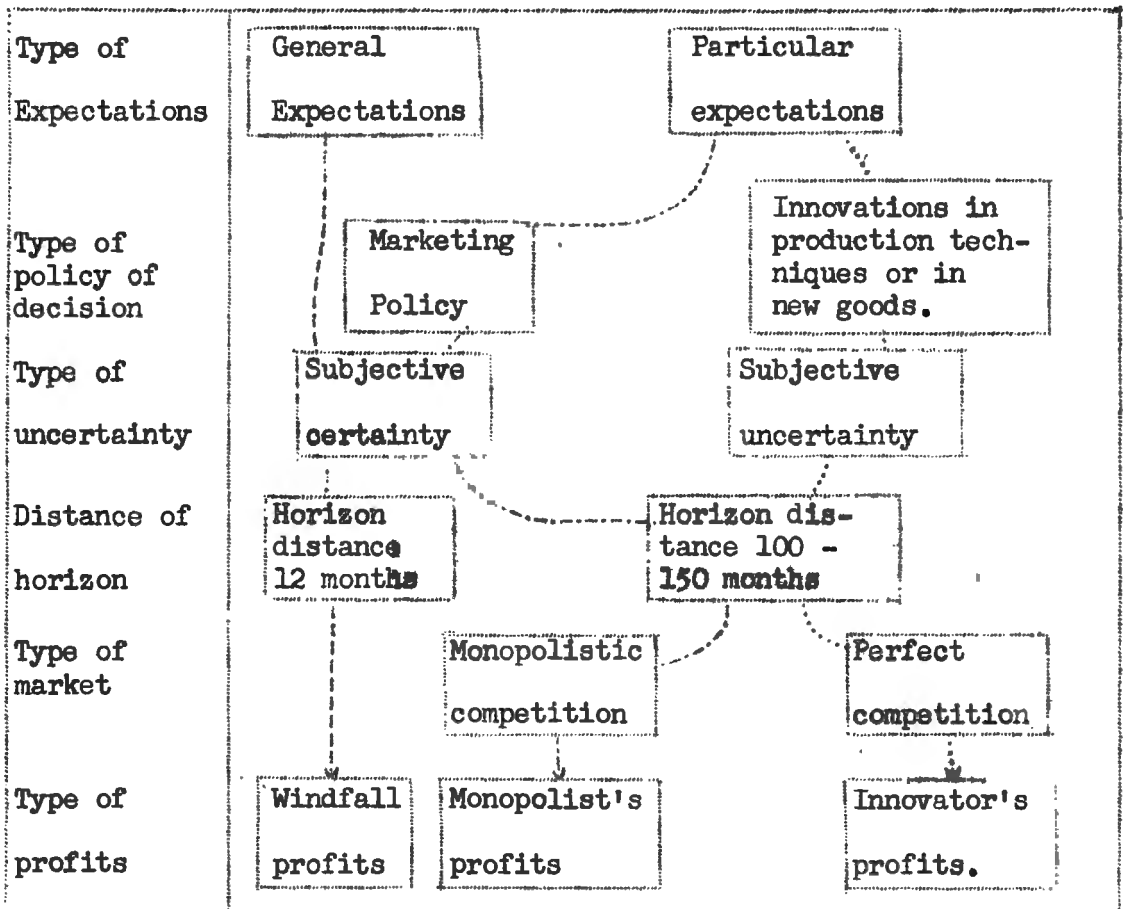 Type of
Expectations
General
Expectations
Particular
expectations
Type of
policy of
decision
Marketing
Policy
Innovations in
production tech-
niques or in
new goods.
Type of
uncertainty
Subjective
certainty
Subjective
uncertainty
Distance of
horizon
Horizon
distance
12 months
Horizon dis-
tance 100 -
150 months
Type of
market
Monopolistic
competition
Perfect
competition
Type of
profits
Windfall
profits
Monopolist's
profits
Innovator's
profits.